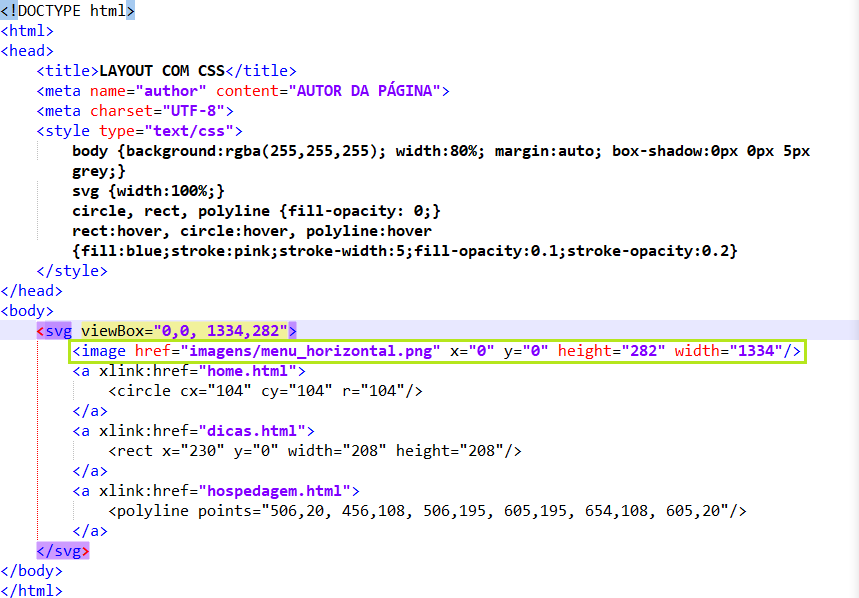 <!DOCTYPE html>
<html>
<head>
<title>LAYOUT COM CSS</title>
<meta name="author" content="AUTOR DA PÁGINA">
<meta charset="UTF-8">
<style type="text/css">
body {background:rgba(255,255,255); width:80%; margin:auto; box-shadow:0px 0px 5px
grey;}
svg {width:100%;}
circle, rect, polyline {fill-opacity: 0;}
rect:hover, circle:hover, polyline:hover
{fill:blue;stroke:pink;stroke-width:5;fill-opacity:0.1;stroke-opacity:0.2}
</style>
</head>
<body>
<svg viewBox="0,0, 1334,282">
<image href="imagens/menu_horizontal.png" x="0" y="0" height="282" width="1334"/>
<a xlink:href="home.html">
<circle cx="104" cy="104" r="104"/>
</a>
<a xlink:href="dicas.html">
<rect x="230" y="0" width="208" height="208"/>
</a>
<a xlink:href="hospedagem.html">
<polyline points="506,20, 456,108, 506,195, 605,195, 654,108, 605,20"/>
</a>
</svg>
</body>
</html>